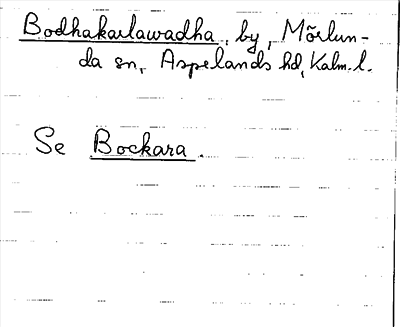 Bodhakarlawadha, by, Mörlun-
da sn, Aspelands hd, Kalm. l.
Se Bockara.